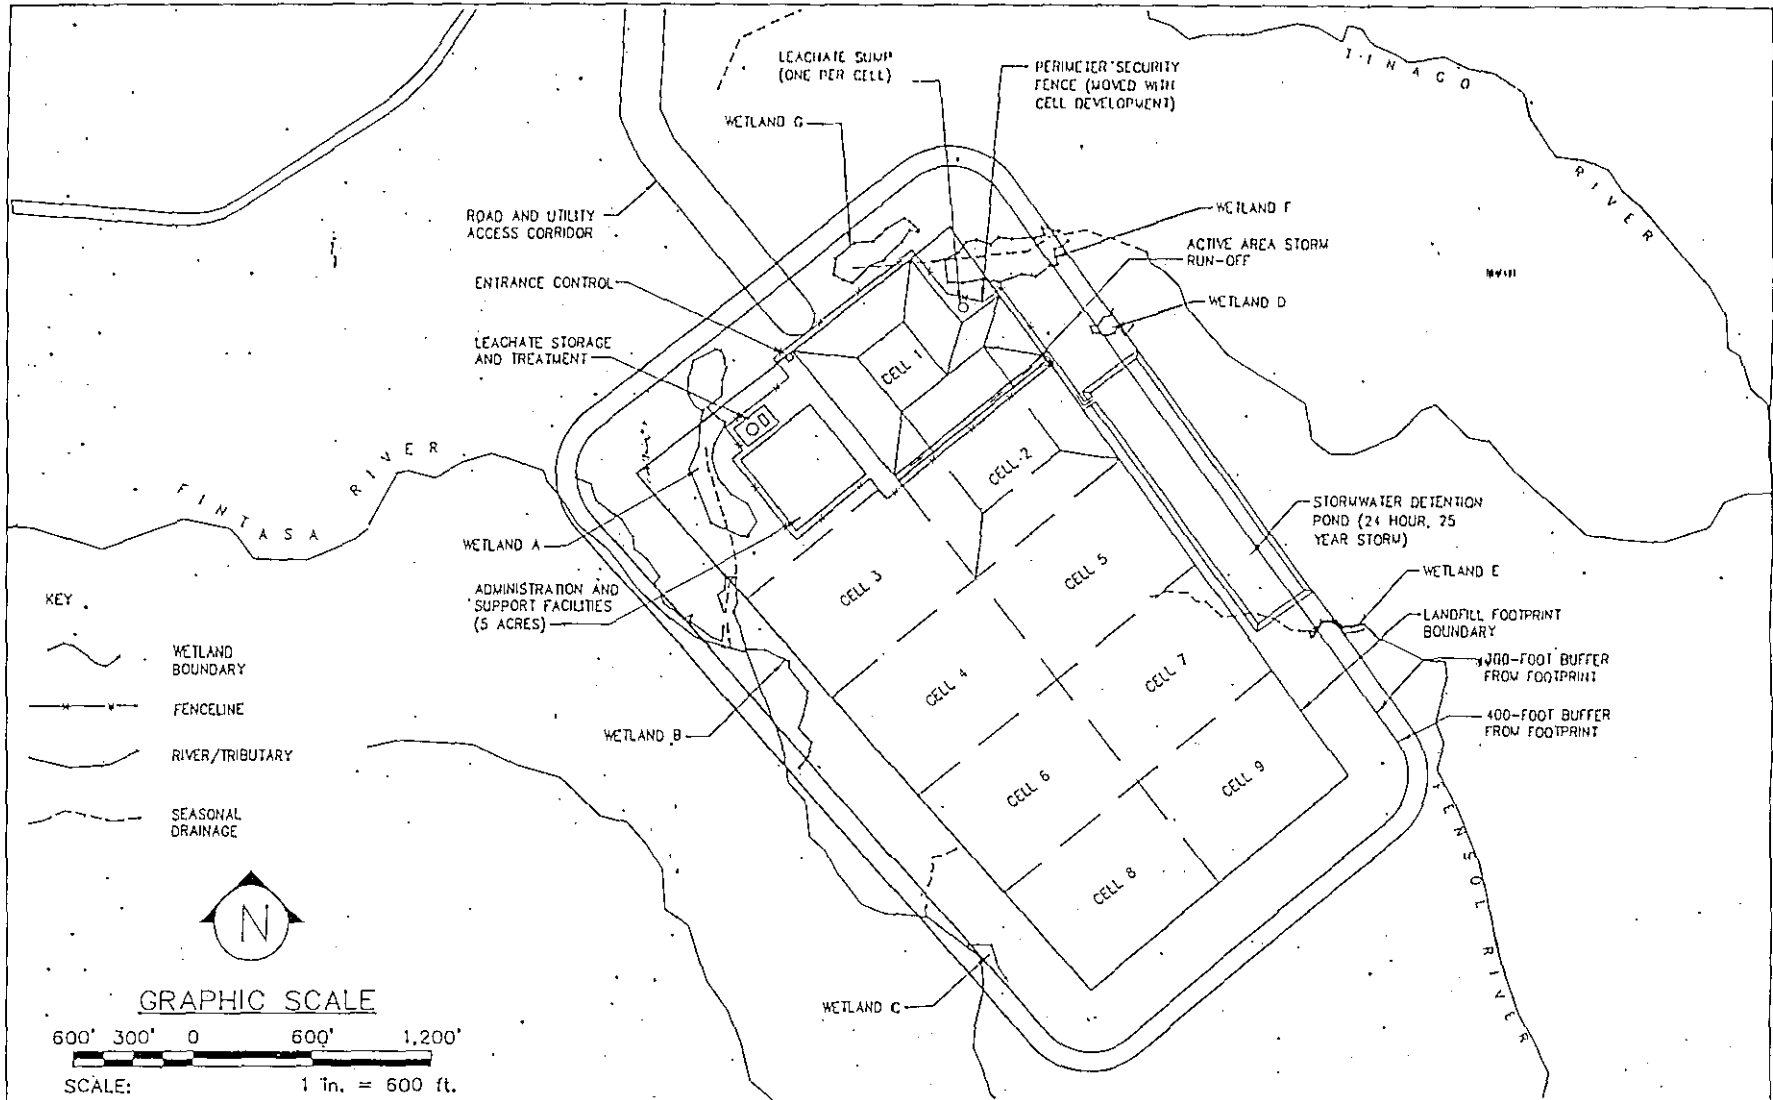 LEACHATE SUMP
(ONE PER CELL)
PERIMETER SECURITY
FENCE (MOVED WITH
CELL DEVELOPMENT)
WETLAND G
ROAD AND UTILITY
ACCESS CORRIDOR
ENTRANCE CONTROL
LEACHATE STORAGE
AND TREATMENT
WETLAND F
ACTIVE AREA STORM
RUN-OFF
WETLAND D
RIVER
FINTASA RIVER
CELL 1
CELL 2
CELL 3
CELL 5
CELL 4
CELL 7
CELL 6
CELL 9
CELL 8
WETLAND A
ADMINISTRATION AND
SUPPORT FACILITIES
(5 ACRES)
WETLAND B
WETLAND C
STORMWATER DETENTION
POND (24 HOUR, 25
YEAR STORM)
WETLAND E
LANDFILL FOOTPRINT
BOUNDARY
300-FOOT BUFFER
FROM FOOTPRINT
400-FOOT BUFFER
FROM FOOTPRINT
RIVER
KEY
WETLAND
BOUNDARY
FENCELINE
RIVER/TRIBUTARY
SEASONAL
DRAINAGE
N
GRAPHIC SCALE
600' 300' 0 600' 1,200'
SCALE: 1 in. = 600 ft.